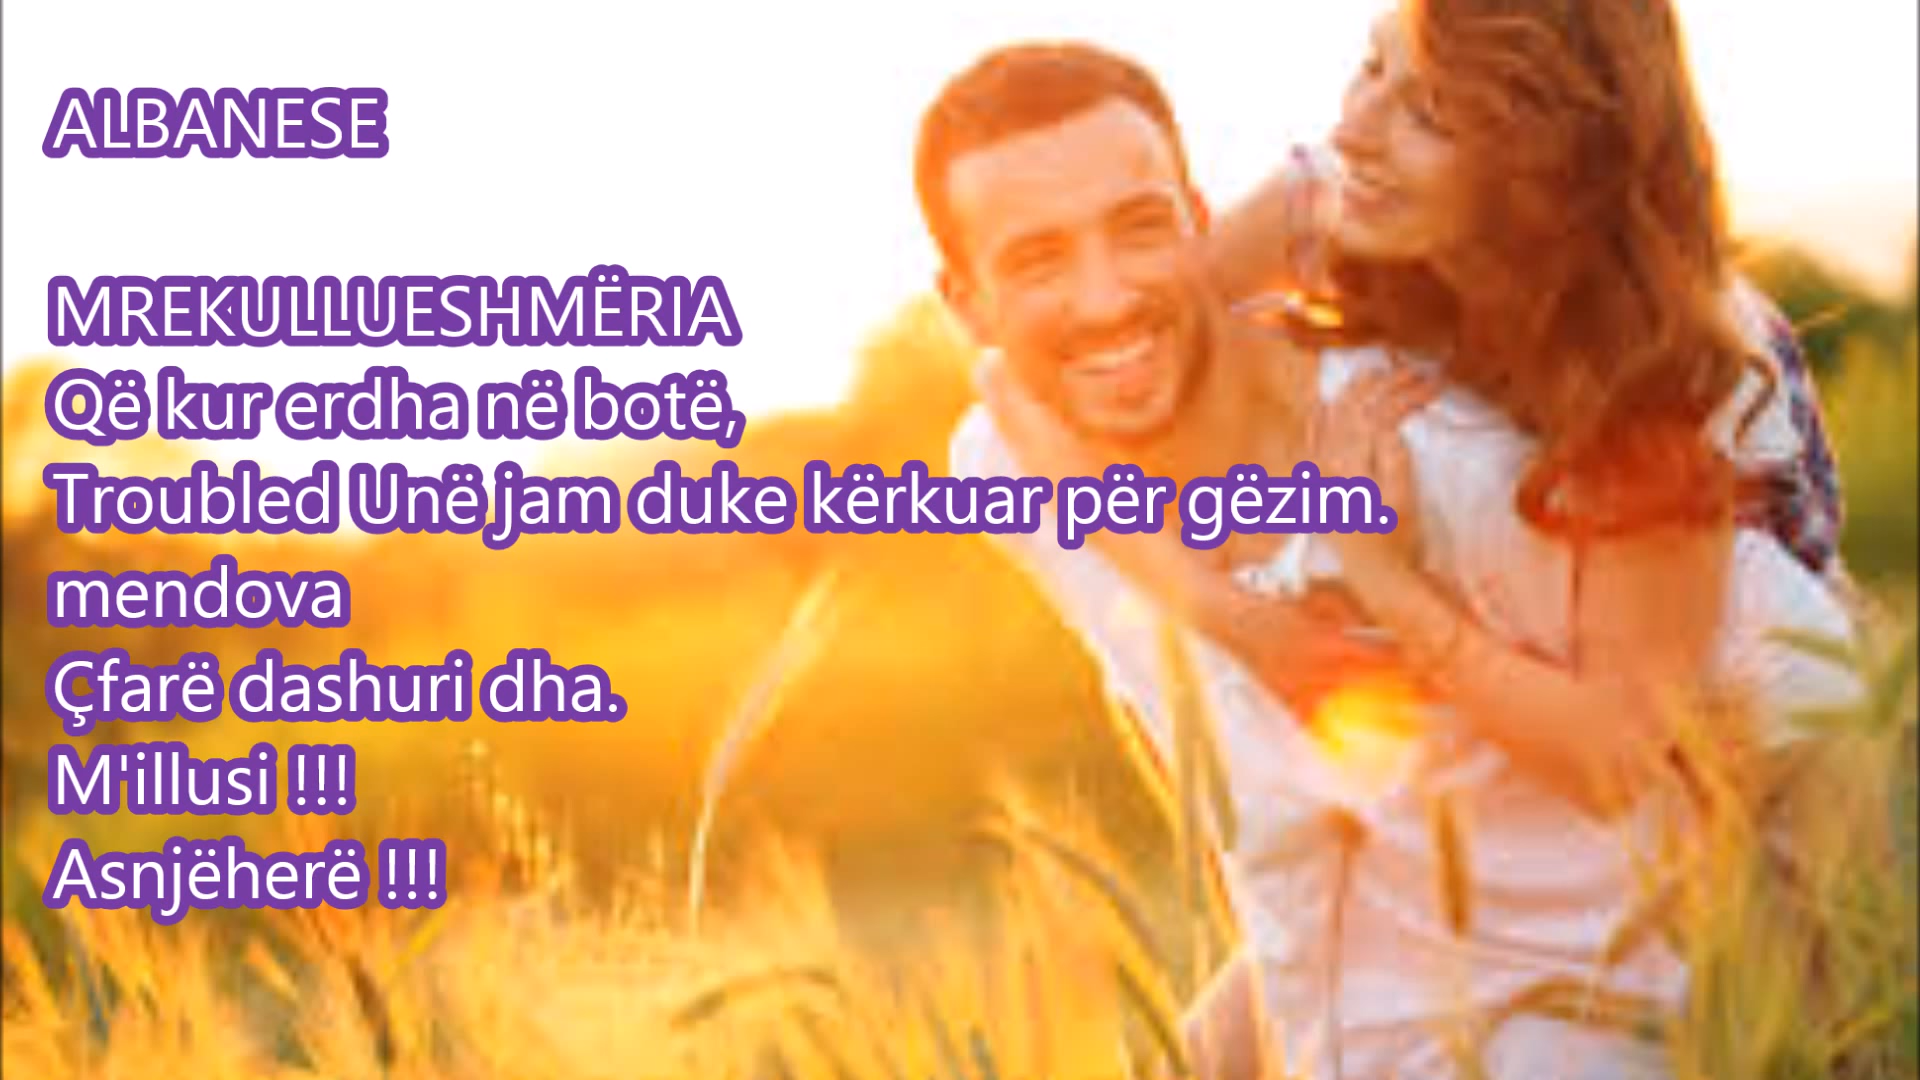 ALBANESE
MREKULLUESHMËRIA
Që kur erdha në botë,
Troubled Unë jam duke kërkuar për gëzim.
mendova
Çfarë dashuri dha.
M'illusi !!!
Asnjëherë !!!